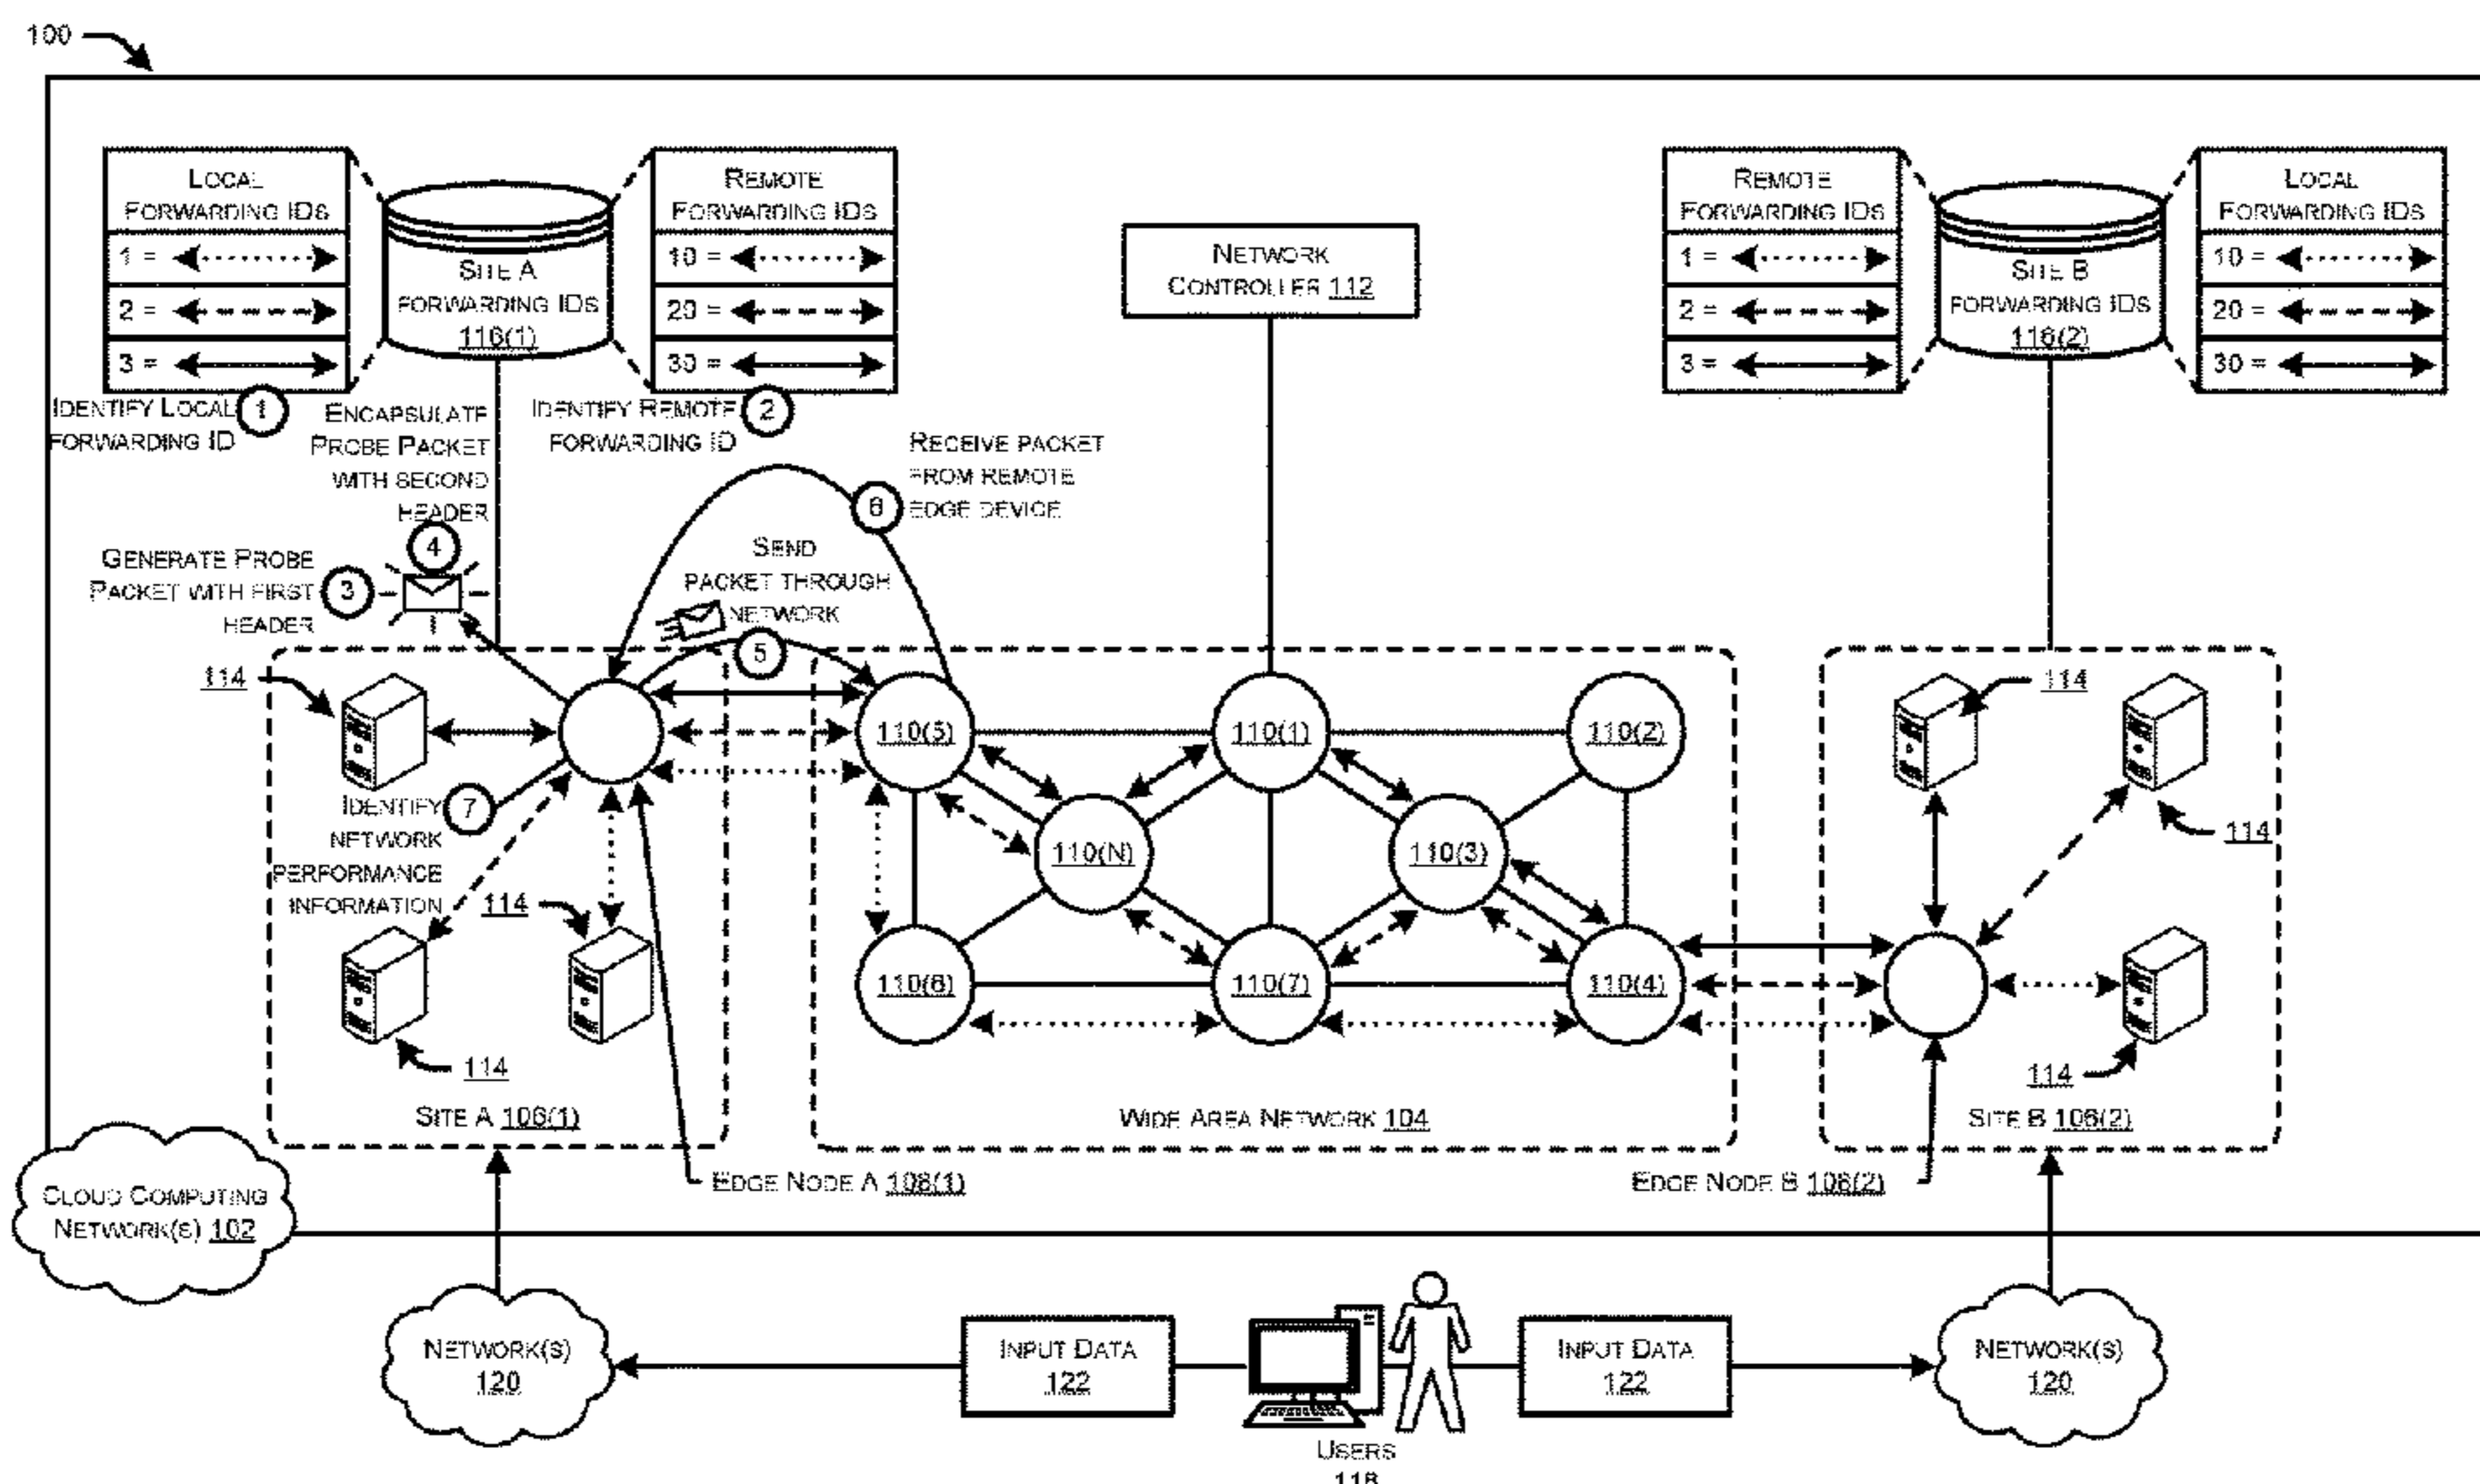 100
LOCAL
FORWARDING IDS
1 =
2 =
3 =
SITE A
FORWARDING IDS
116(1)
REMOTE
FORWARDING IDS
10 =
20 =
30 =
NETWORK
CONTROLLER 112
REMOTE
FORWARDING IDS
1 =
2 =
3 =
SITE B
FORWARDING IDS
116(2)
LOCAL
FORWARDING IDS
10 =
20 =
30 =
IDENTIFY LOCAL
FORWARDING ID
1
ENCAPSULATE
PROBE PACKET
WITH SECOND
HEADER
4
IDENTIFY REMOTE
FORWARDING ID
2
RECEIVE PACKET
FROM REMOTE
EDGE DEVICE
6
GENERATE PROBE
PACKET WITH FIRST
HEADER
3
SEND
PACKET THROUGH
NETWORK
5
114
114
114
IDENTIFY
NETWORK
PERFORMANCE
INFORMATION
7
114
114
SITE A 106(1)
110(5)
110(1)
110(2)
110(N)
110(3)
110(6)
110(7)
110(4)
WIDE AREA NETWORK 104
114
SITE B 106(2)
EDGE NODE A 108(1)
EDGE NODE B 108(2)
CLOUD COMPUTING
NETWORK(S) 102
NETWORK(S)
120
INPUT DATA
122
USERS
118
INPUT DATA
122
NETWORK(S)
120